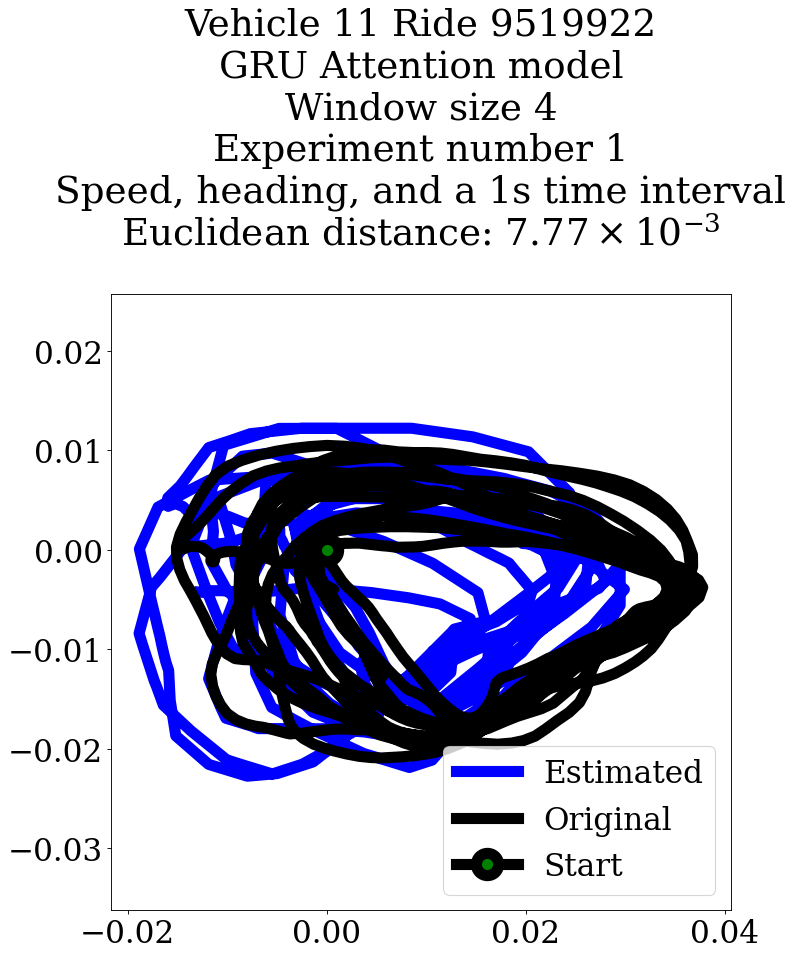 Vehicle 11 Ride 9519922
GRU Attention model
Window size 4
Experiment number 1
Speed, heading, and a 1s time interval
Euclidean distance: 7.77 × 10⁻³
0.02
0.01
0.00
−0.01
−0.02
−0.03
Estimated
Original
Start
−0.02 0.00 0.02 0.04